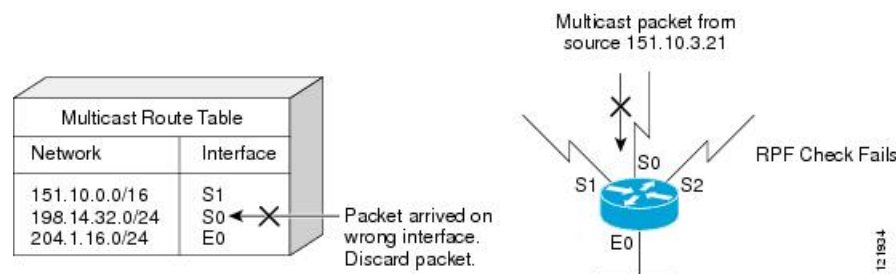 Multicast packet from
source 151.10.3.21
Multicast Route Table
Network Interface
151.10.0.0/16 S1
198.14.32.0/24 S0
204.1.16.0/24 E0
Packet arrived on
wrong interface.
Discard packet.
RPF Check Fails
S0
S1 S2
E0
121934